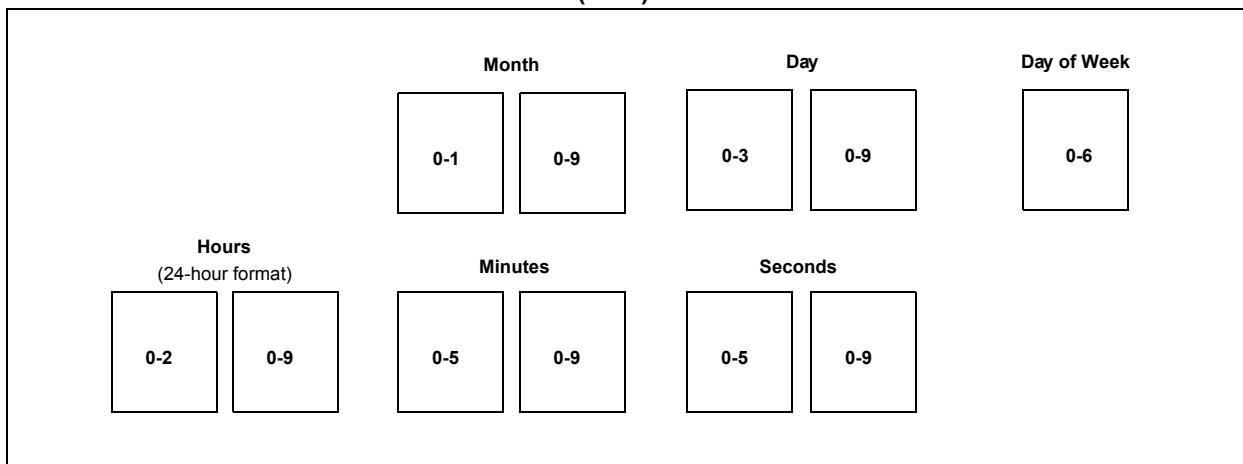 Month Day Day of Week
0-1 0-9 0-3 0-9 0-6
Hours
(24-hour format) Minutes Seconds
0-2 0-9 0-5 0-9 0-5 0-9